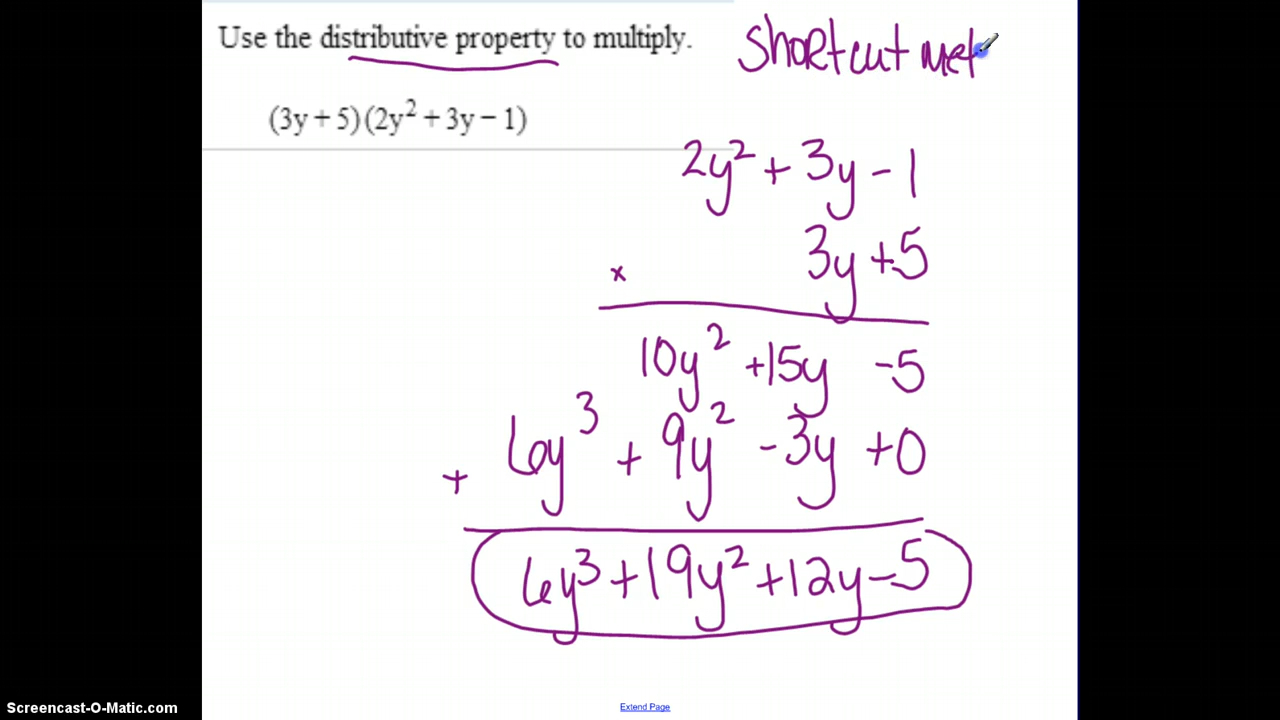 Use the distributive property to multiply.
Shortcut met
(3y + 5)(2y² + 3y − 1)
2y² + 3y - 1
x 3y +5
10y² +15y -5
+ 6y³ + 9y² -3y +0
6y³ +19y² +12y -5
Screencast-O-Matic.com
Extend Page